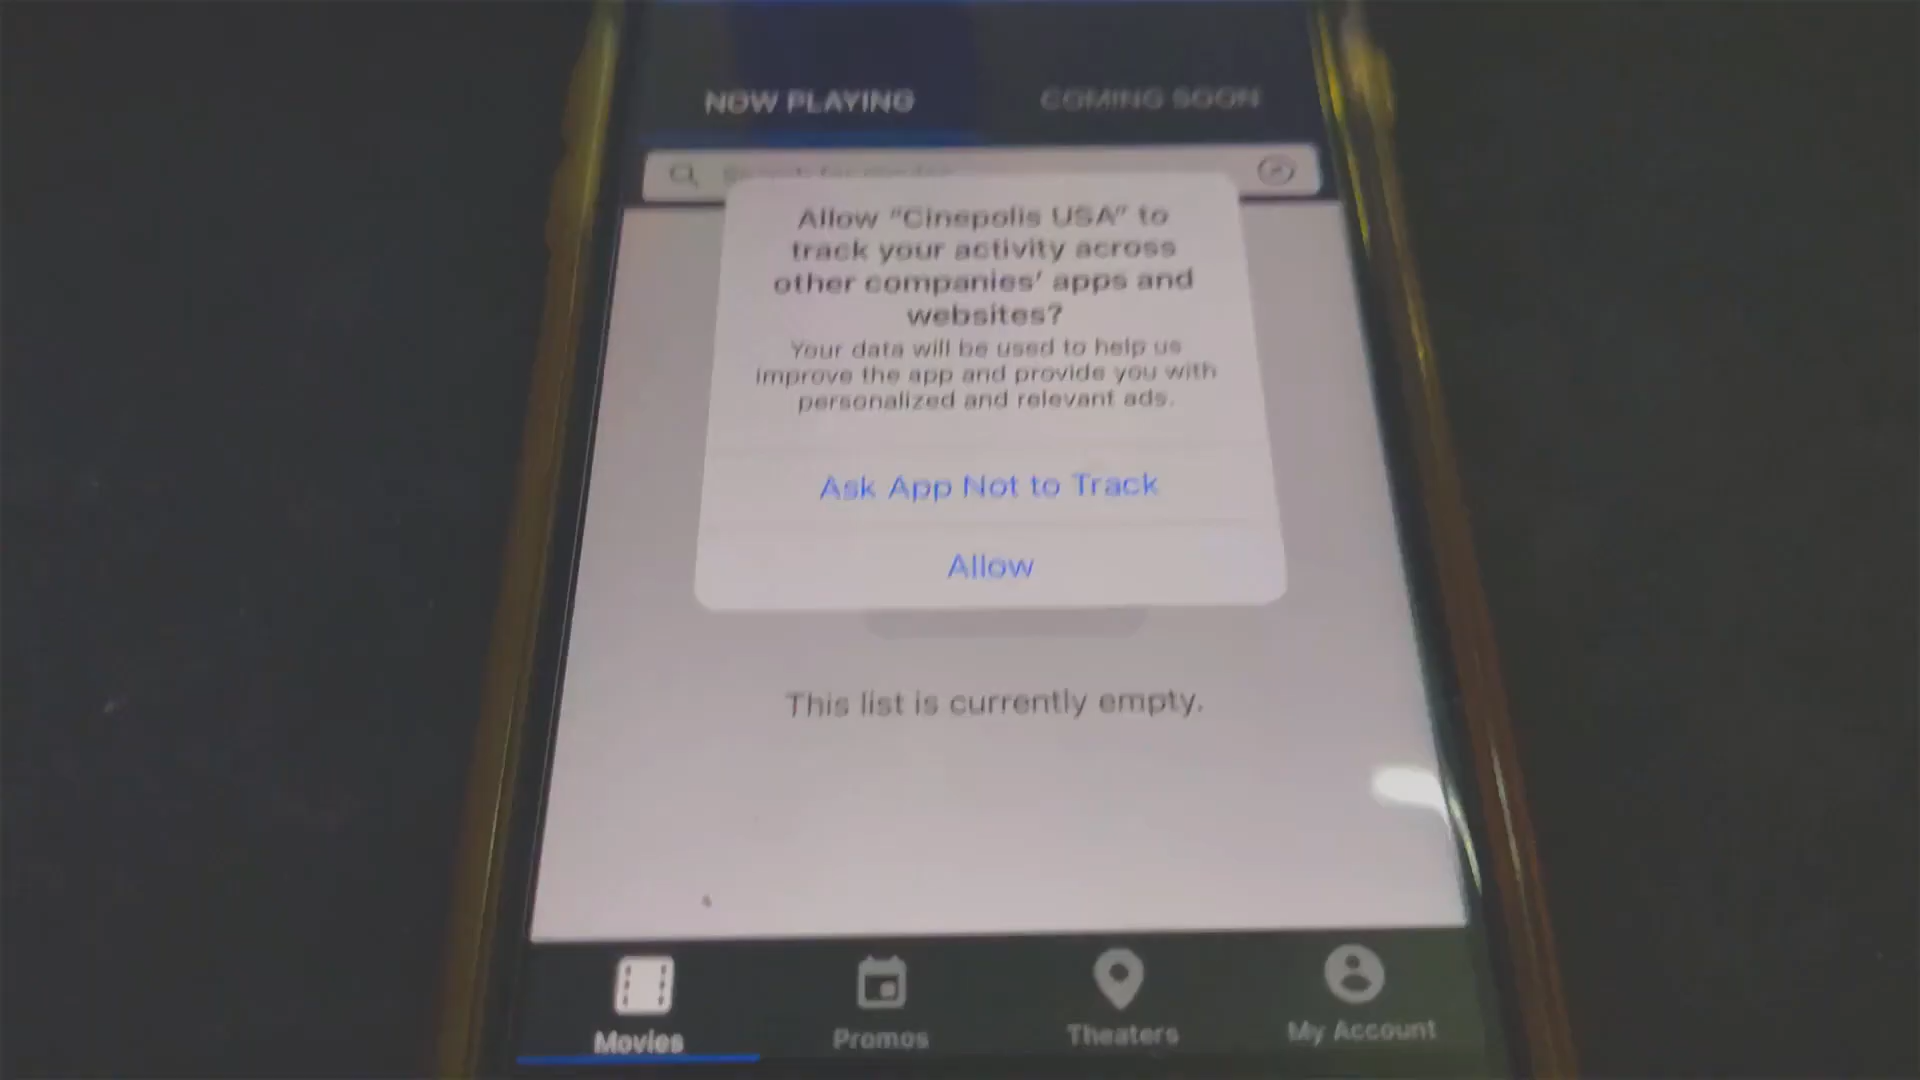 NOW PLAYING
COMING SOON
Allow "Cinepolis USA" to
track your activity across
other companies' apps and
websites?
Your data will be used to help us
improve the app and provide you with
personalized and relevant ads.
Ask App Not to Track
Allow
This list is currently empty.
Movies
Promos
Theaters
My Account